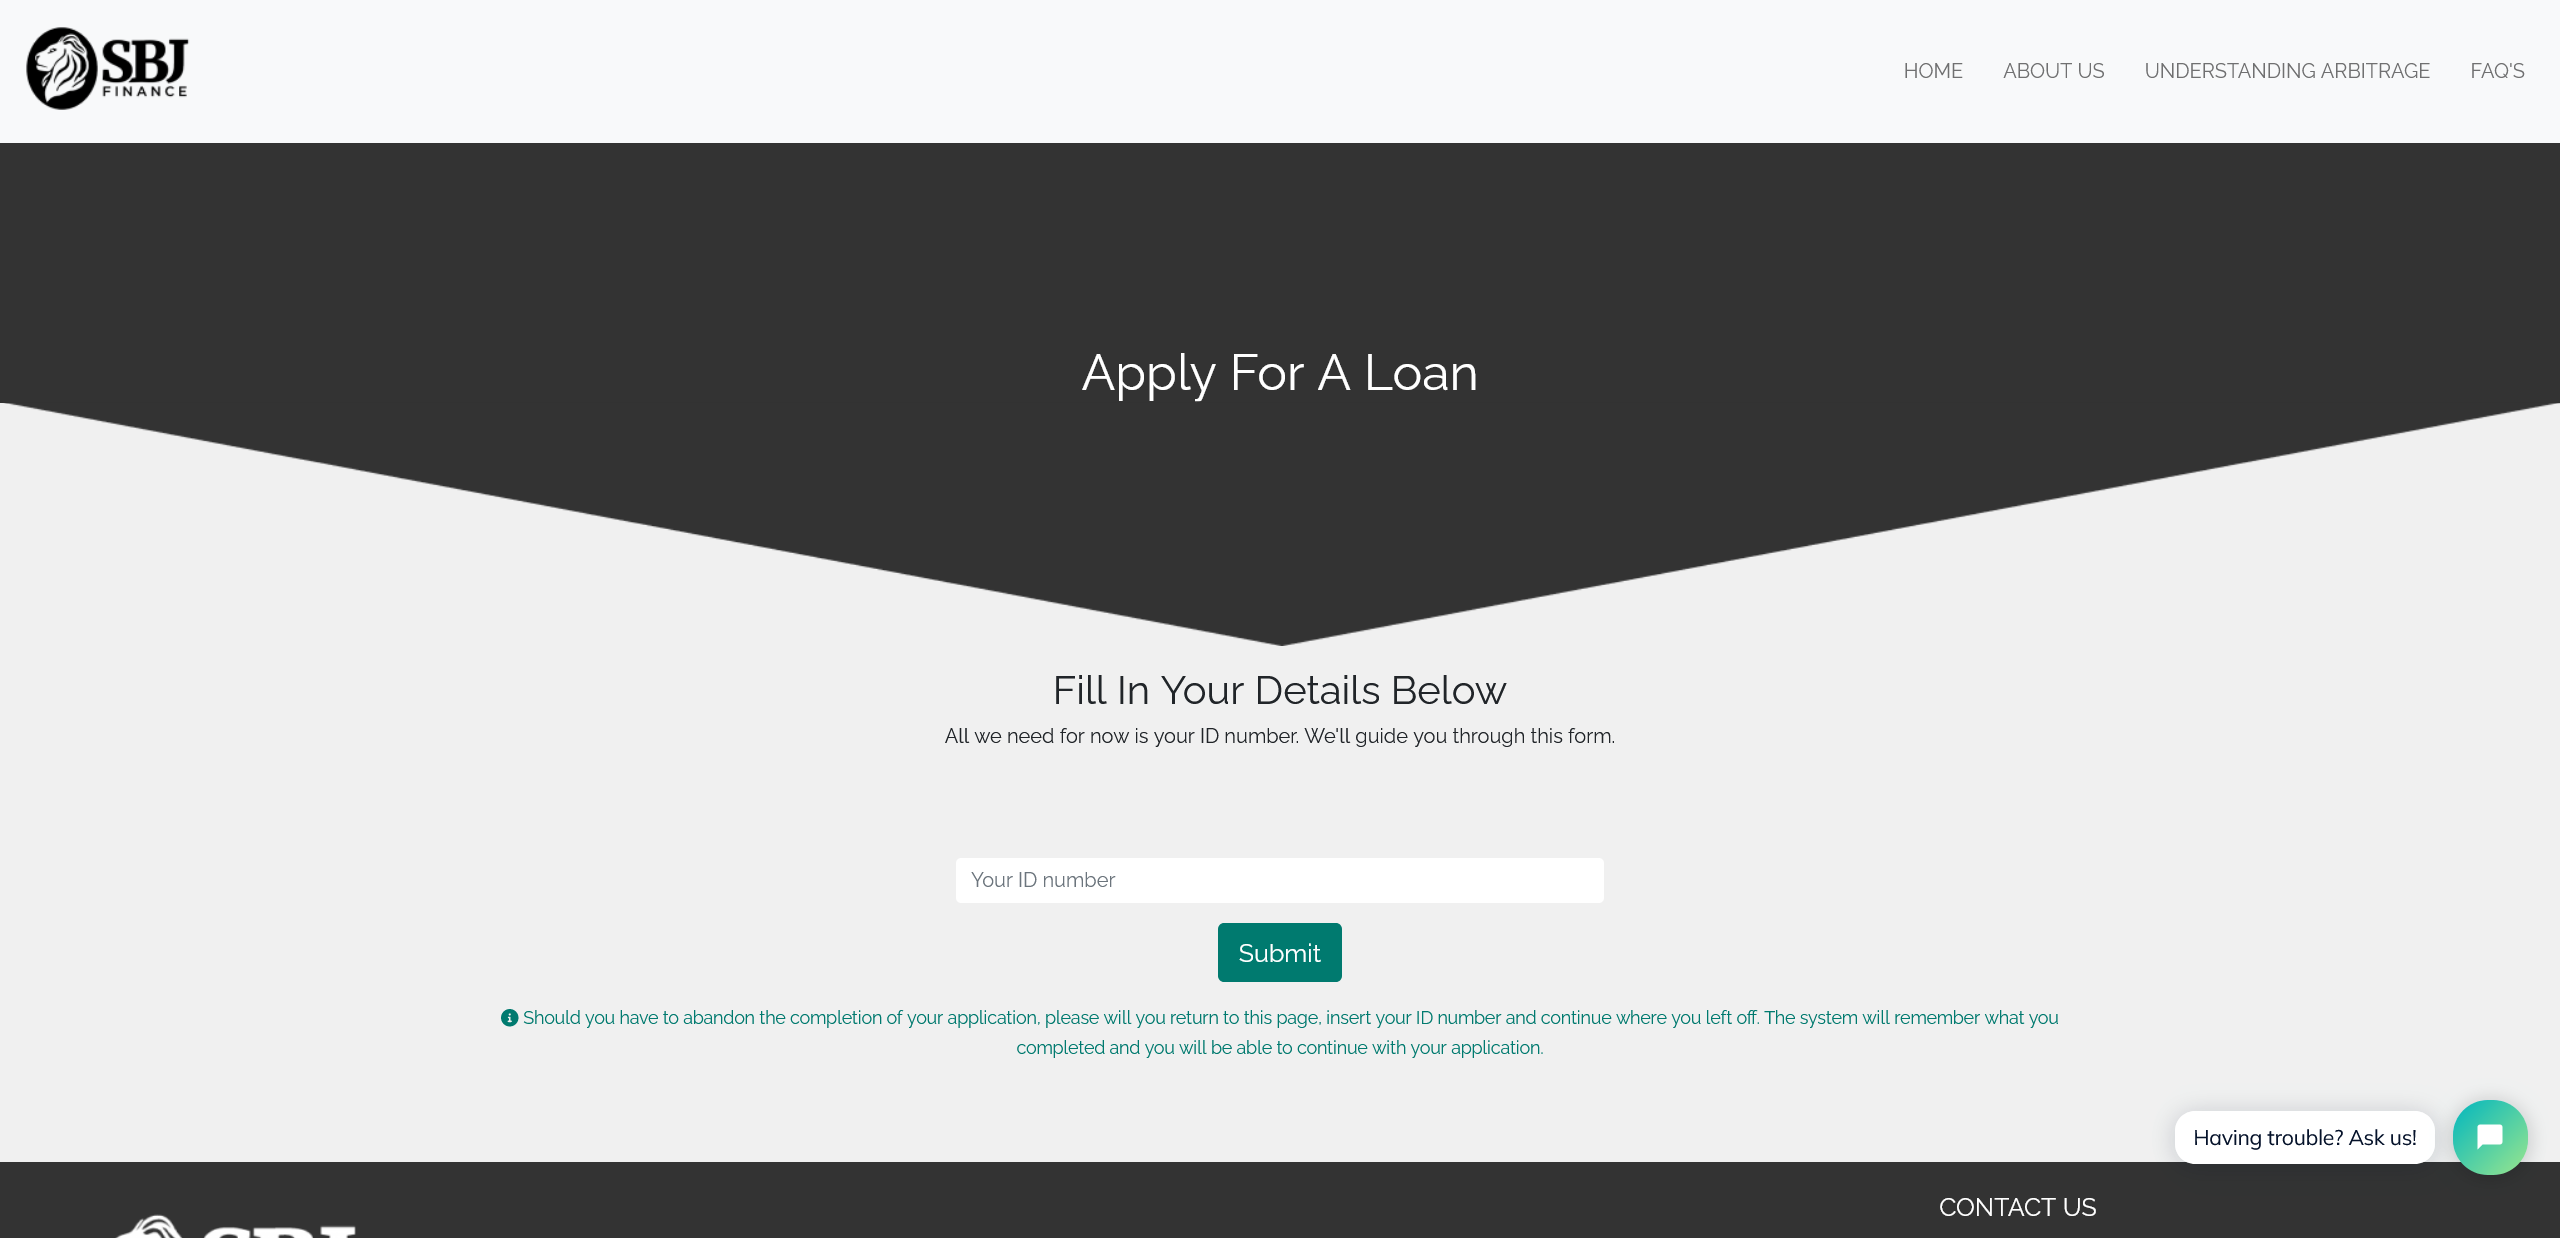 SBJ
FINANCE
HOME
ABOUT US
UNDERSTANDING ARBITRAGE
FAQ'S
Apply For A Loan
Fill In Your Details Below
All we need for now is your ID number. We'll guide you through this form.
Your ID number
Submit
Should you have to abandon the completion of your application, please will you return to this page, insert your ID number and continue where you left off. The system will remember what you
completed and you will be able to continue with your application.
Having trouble? Ask us!
CONTACT US
SBJ